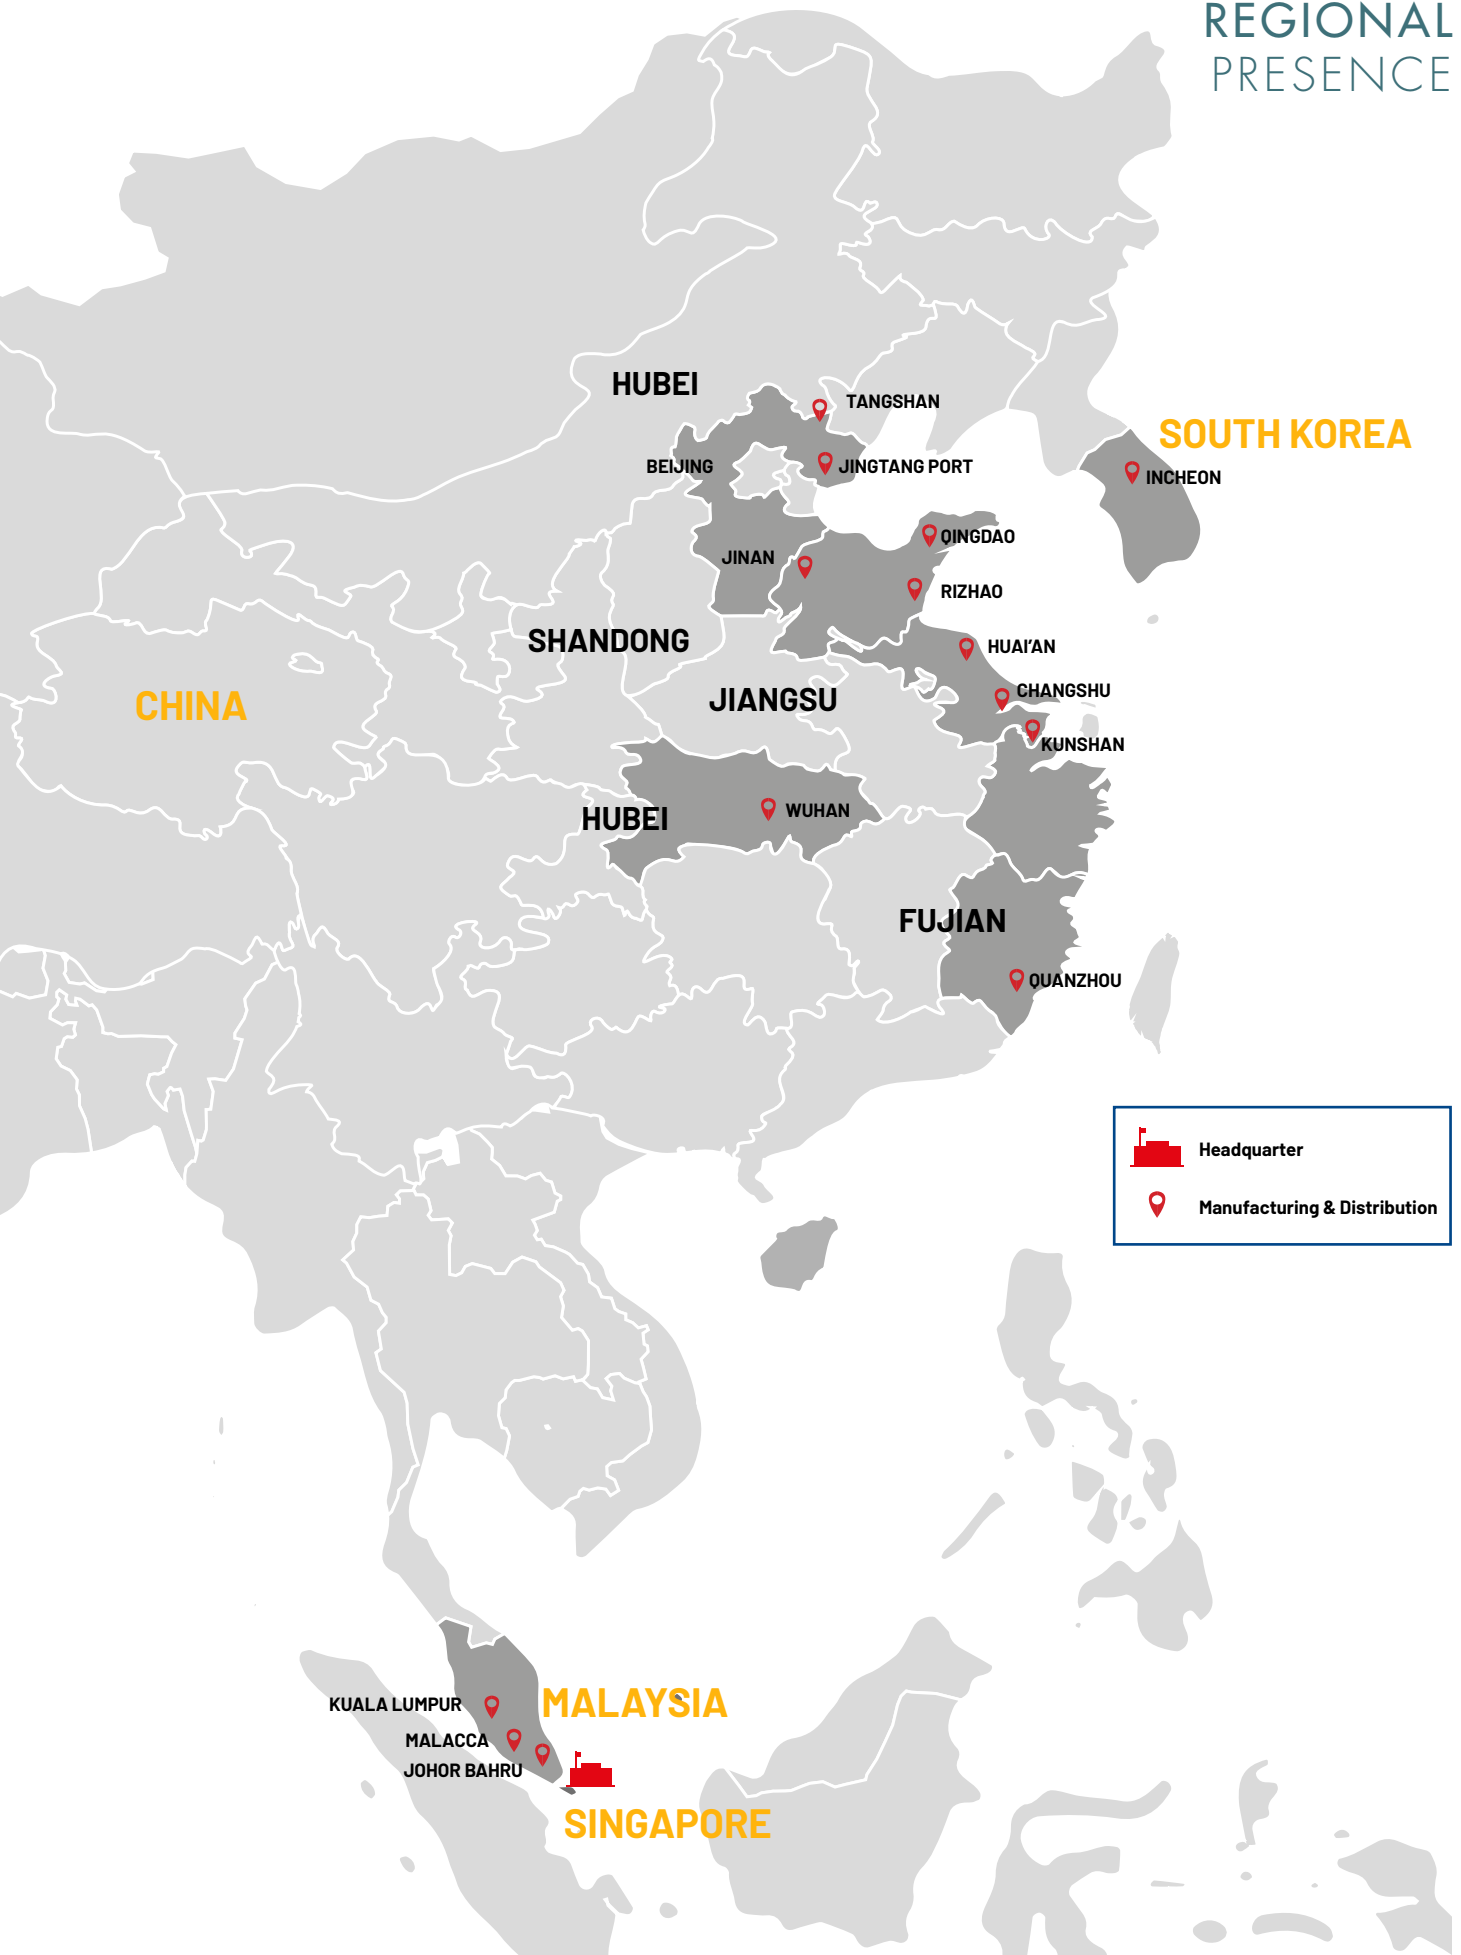 REGIONAL
PRESENCE
HUBEI
TANGSHAN
SOUTH KOREA
BEIJING
JINGTANG PORT
INCHEON
QINGDAO
JINAN
RIZHAO
SHANDONG
HUAI’AN
CHANGSHU
CHINA
JIANGSU
KUNSHAN
HUBEI
WUHAN
FUJIAN
QUANZHOU
Headquarter
Manufacturing & Distribution
KUALA LUMPUR
MALAYSIA
MALACCA
JOHOR BAHRU
SINGAPORE